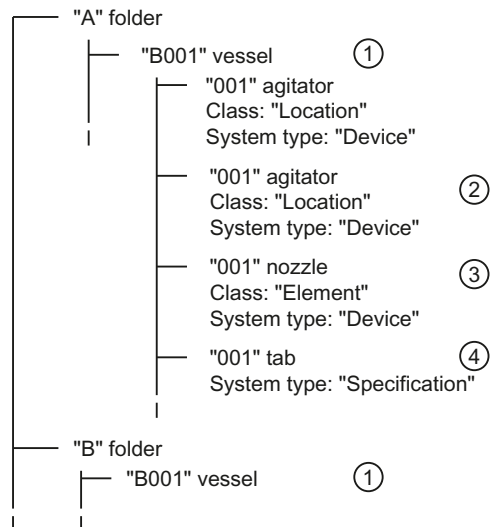 "A" folder
"B001" vessel ①
"001" agitator
Class: "Location"
System type: "Device"
"001" agitator
Class: "Location" ②
System type: "Device"
"001" nozzle
Class: "Element" ③
System type: "Device"
"001" tab ④
System type: "Specification"
"B" folder
"B001" vessel ①